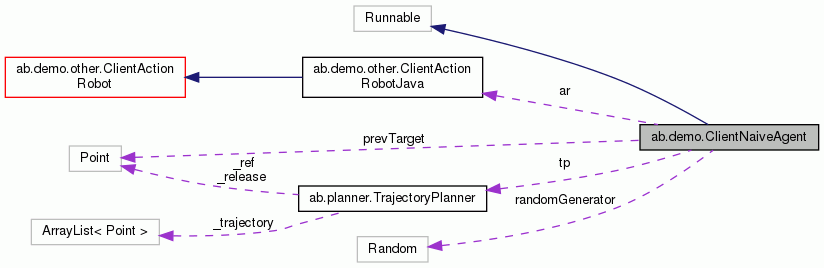 Runnable
ab.demo.other.ClientAction
Robot
ab.demo.other.ClientAction
RobotJava
ar
ab.demo.ClientNaiveAgent
prevTarget
Point
_ref
_release
tp
ab.planner.TrajectoryPlanner
randomGenerator
_trajectory
ArrayList< Point >
Random